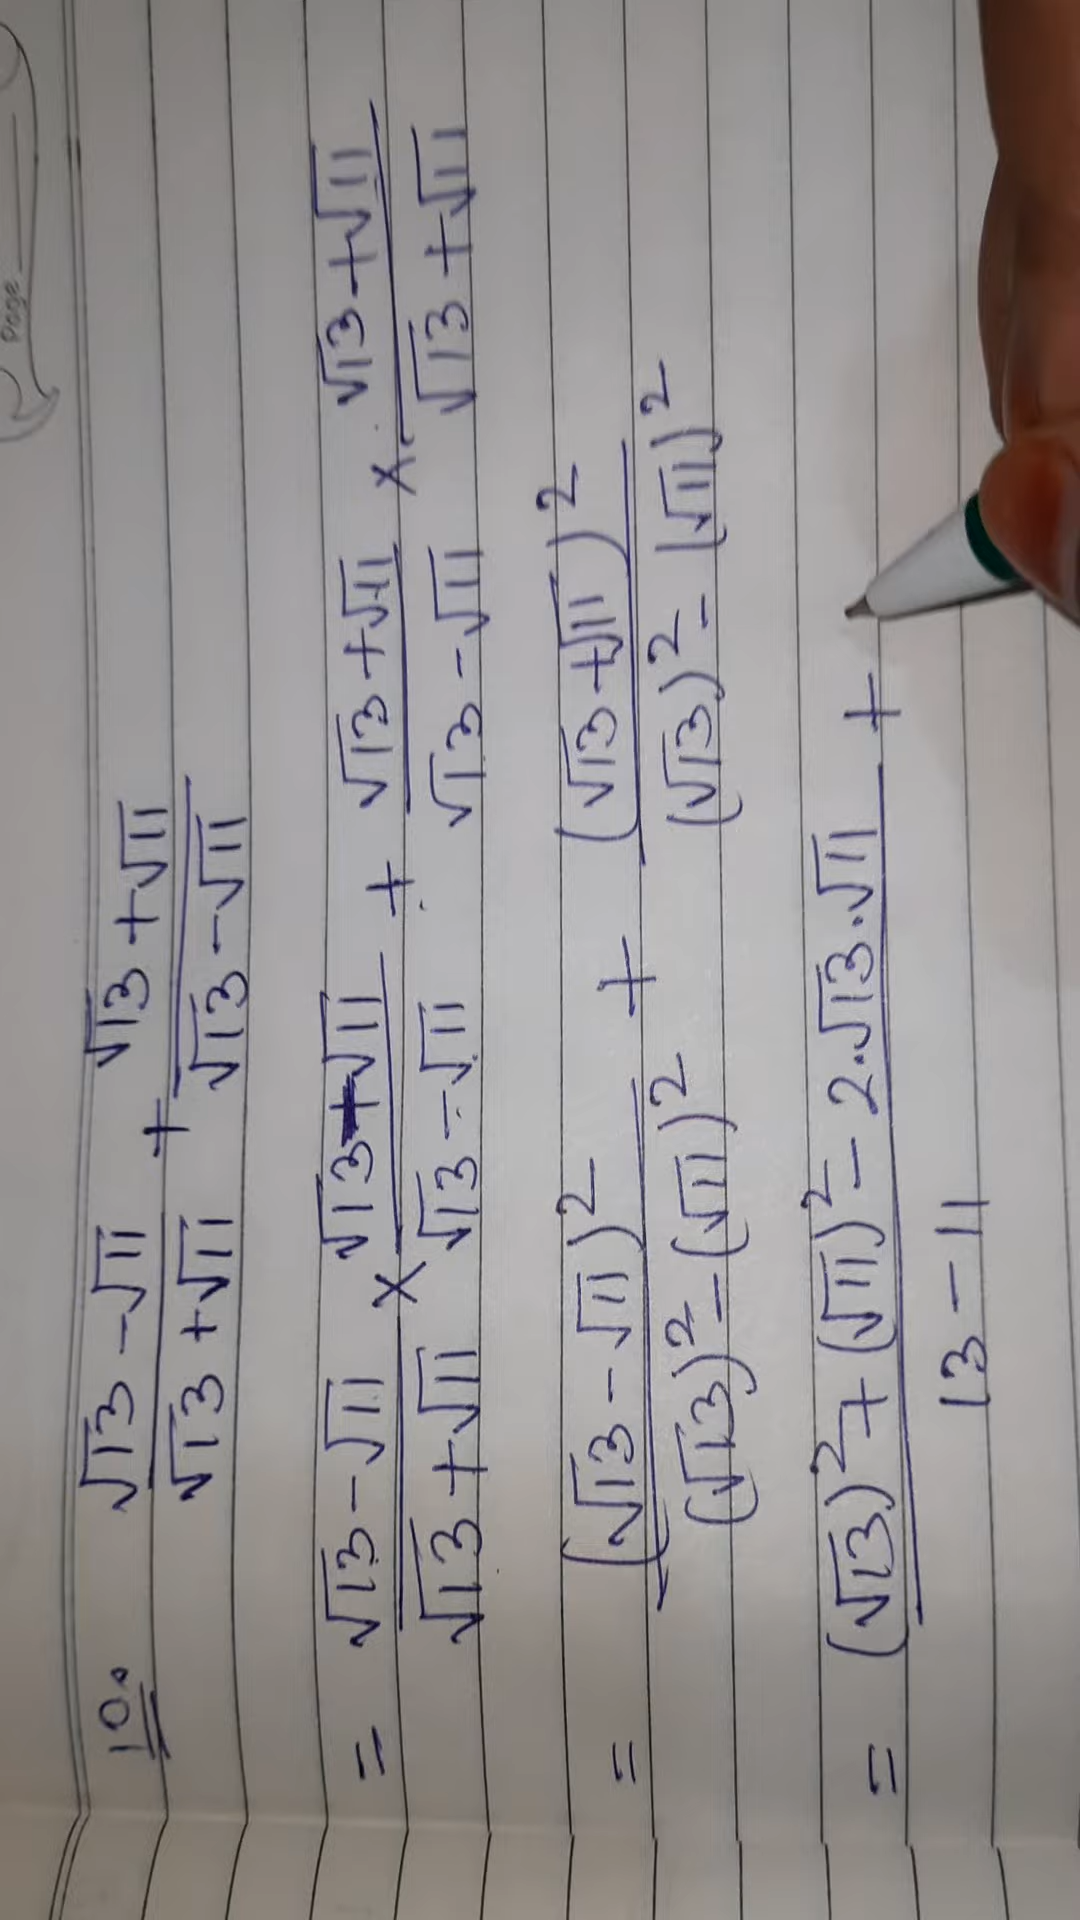 Page
10. (√13 - √11)/(√13 + √11) + (√13 + √11)/(√13 - √11)
= (√13 - √11)/(√13 + √11) × (√13 - √11)/(√13 - √11) + (√13 + √11)/(√13 - √11) × (√13 + √11)/(√13 + √11)
= (√13 - √11)²/((√13)² - (√11)²) + (√13 + √11)²/((√13)² - (√11)²)
= ((√13)² + (√11)² - 2.√13.√11)/(13 - 11) +